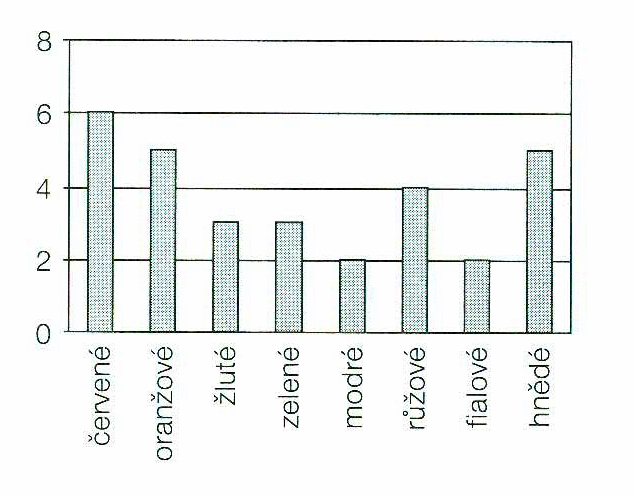 8
6
4
2
0
červené
oranžové
žluté
zelené
modré
růžové
fialové
hnědé